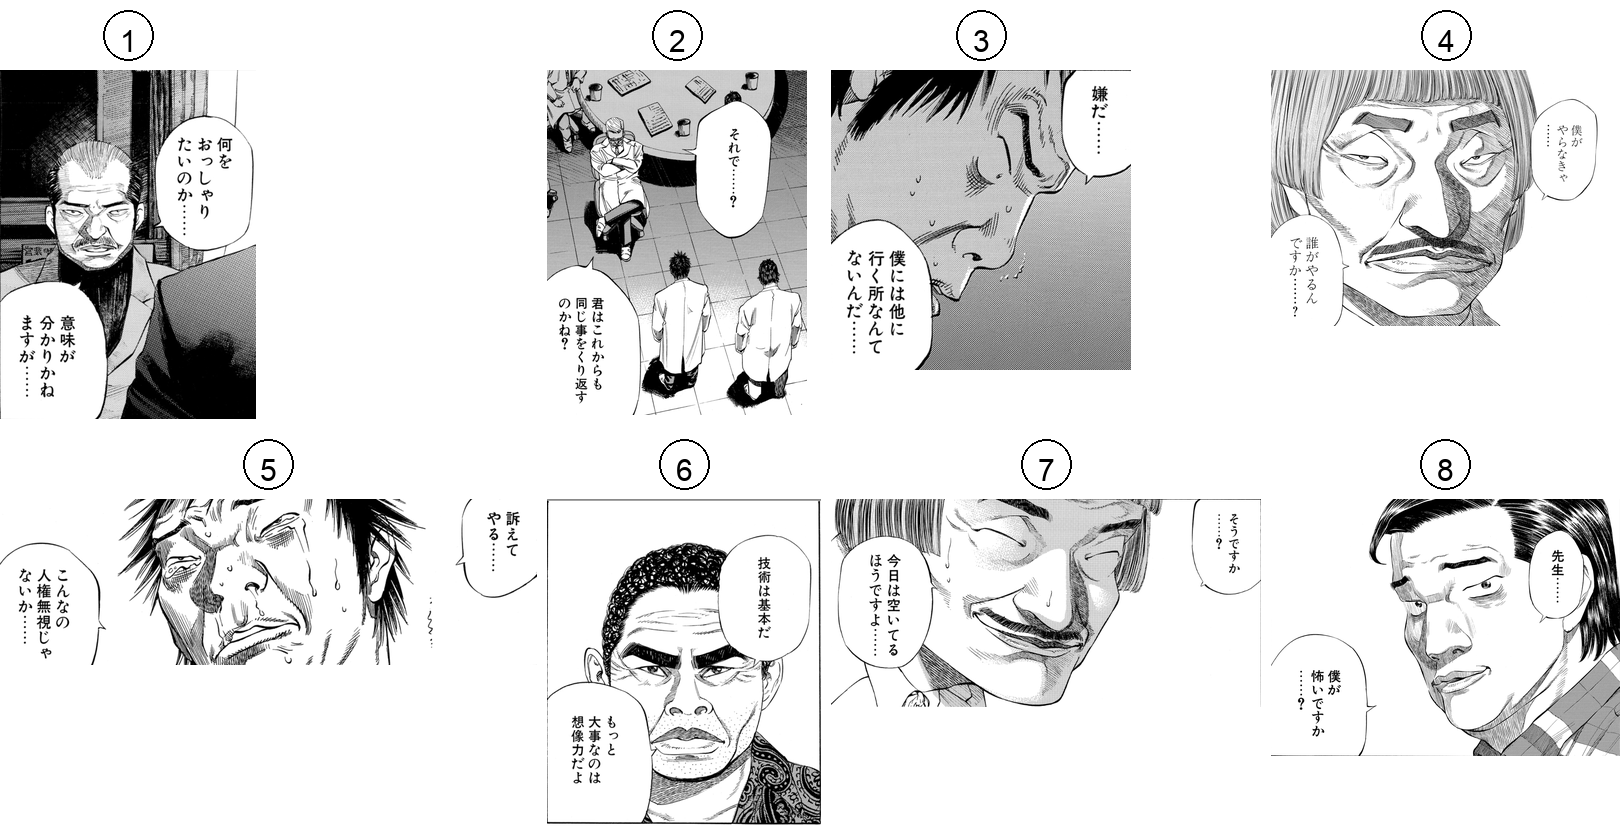 1
何を
おっしゃり
たいのか……
意味が
分かりかね
ますが……
2
それで……?
君はこれからも
同じ事をくり返す
のかね?
3
嫌だ……
僕には他に
行く所なんて
ないんだ……
4
僕が
やらなきゃ
……
誰がやるん
ですか……?
5
訴えて
やる……
こんなの
人権無視じゃ
ないか……
6
技術は基本だ
もっと
大事なのは
想像力だよ
7
そうですか
……?
今日は空いてる
ほうですよ……
8
先生……
僕が
怖いですか
……?